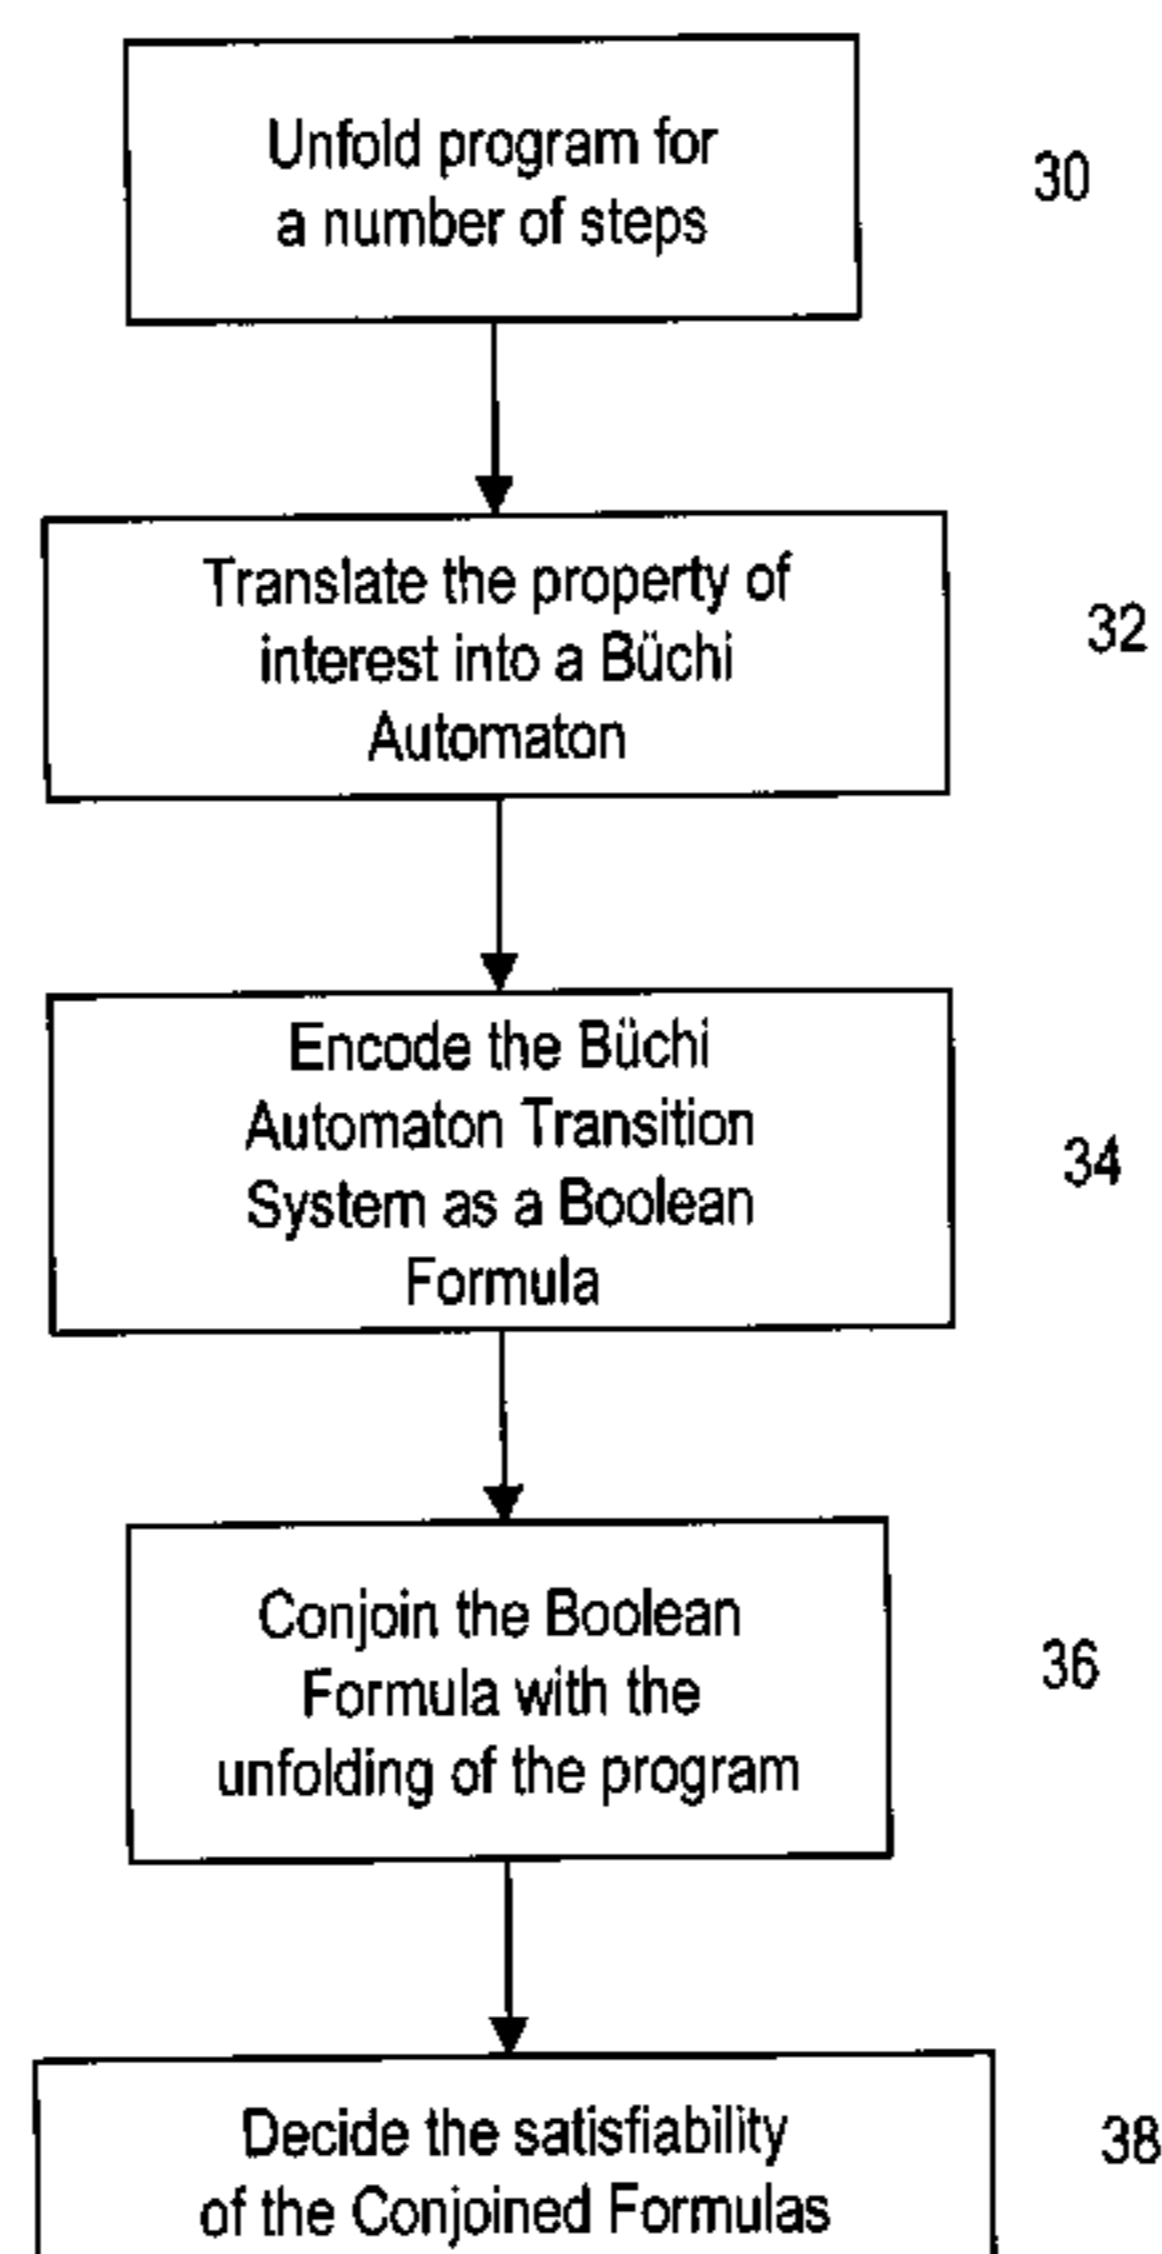 Unfold program for
a number of steps
30
Translate the property of
interest into a Büchi
Automaton
32
Encode the Büchi
Automaton Transition
System as a Boolean
Formula
34
Conjoin the Boolean
Formula with the
unfolding of the program
36
Decide the satisfiability
of the Conjoined Formulas
38